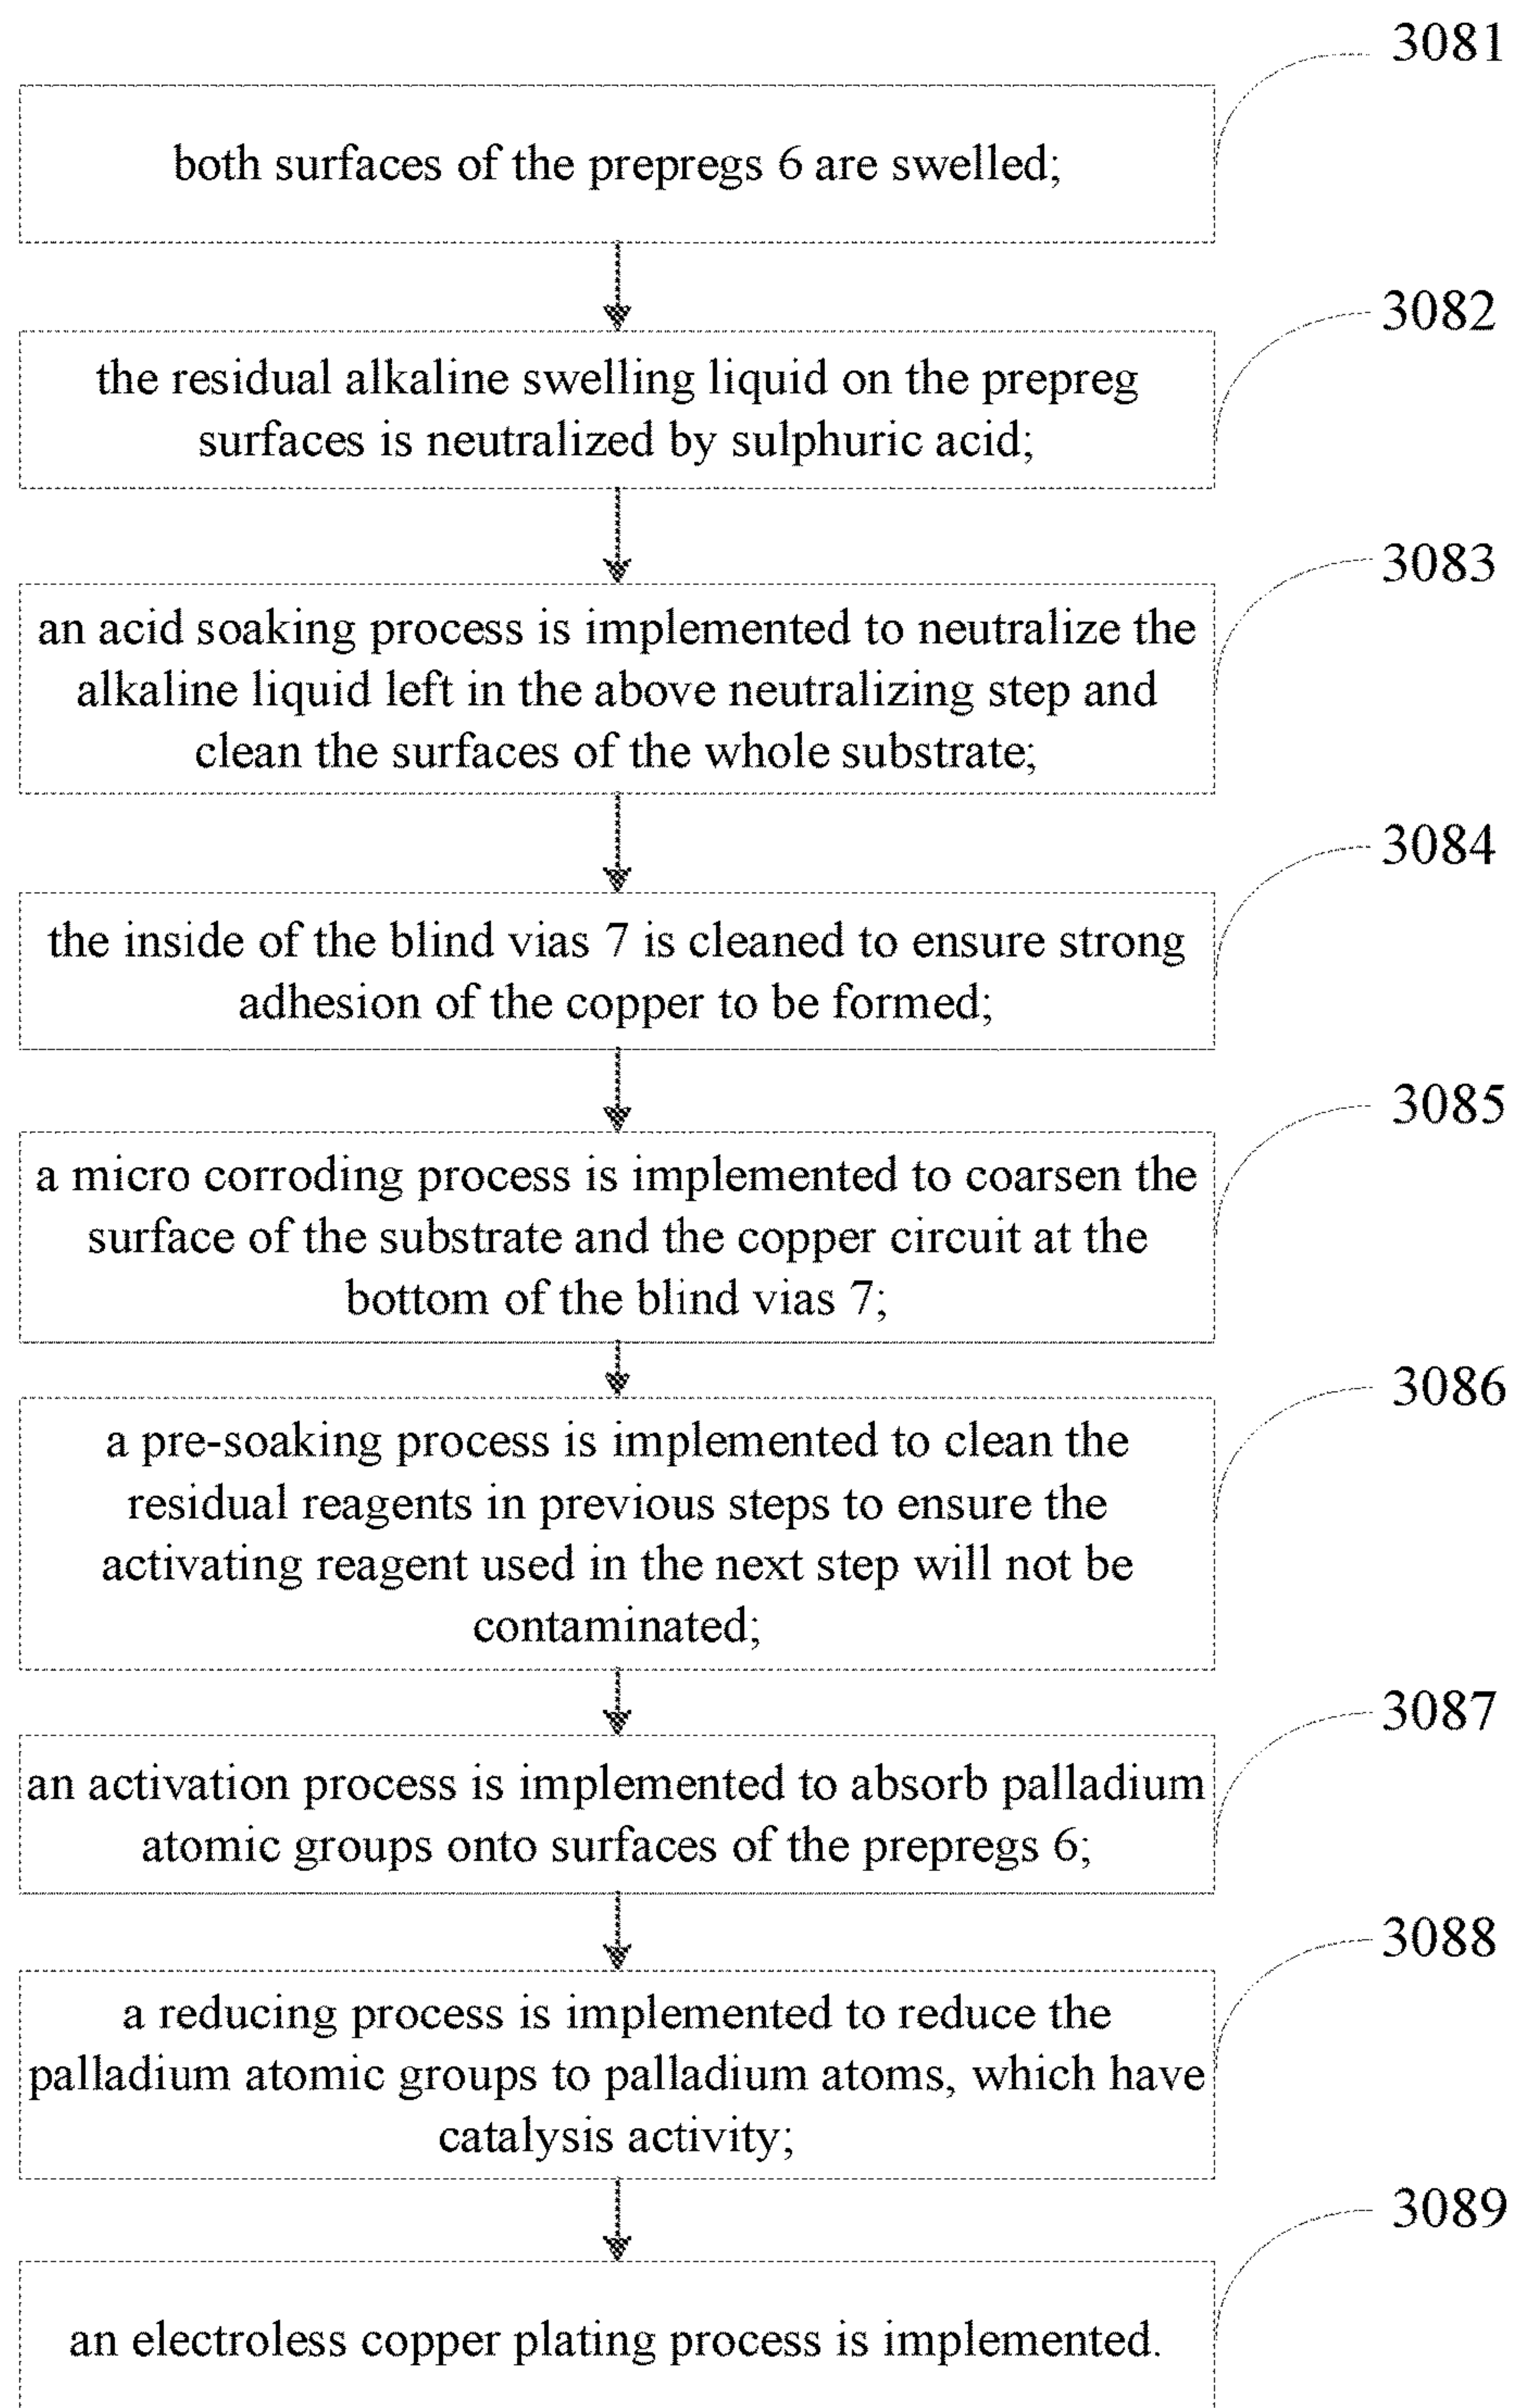 3081
both surfaces of the prepregs 6 are swelled;
3082
the residual alkaline swelling liquid on the prepreg
surfaces is neutralized by sulphuric acid;
3083
an acid soaking process is implemented to neutralize the
alkaline liquid left in the above neutralizing step and
clean the surfaces of the whole substrate;
3084
the inside of the blind vias 7 is cleaned to ensure strong
adhesion of the copper to be formed;
3085
a micro corroding process is implemented to coarsen the
surface of the substrate and the copper circuit at the
bottom of the blind vias 7;
3086
a pre-soaking process is implemented to clean the
residual reagents in previous steps to ensure the
activating reagent used in the next step will not be
contaminated;
3087
an activation process is implemented to absorb palladium
atomic groups onto surfaces of the prepregs 6;
3088
a reducing process is implemented to reduce the
palladium atomic groups to palladium atoms, which have
catalysis activity;
3089
an electroless copper plating process is implemented.